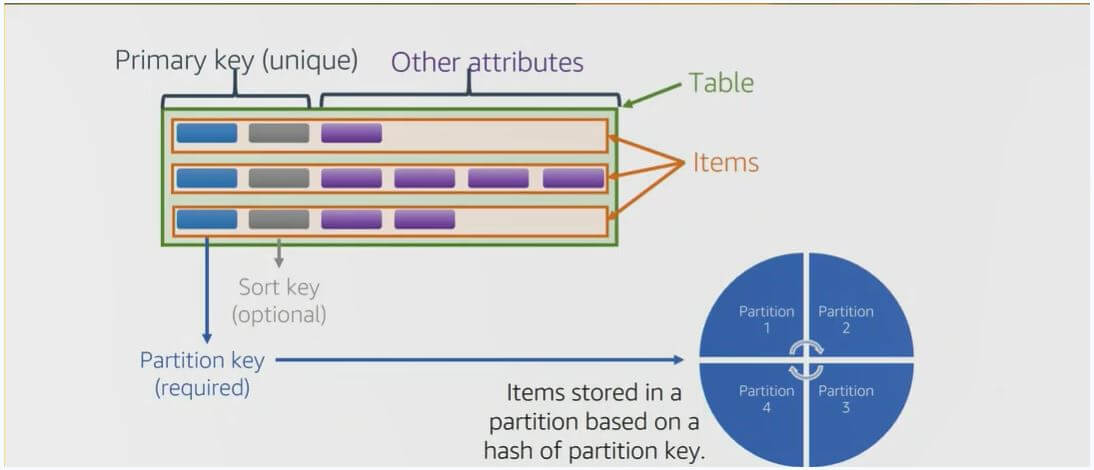 Primary key (unique)
Other attributes
Table
Items
Sort key
(optional)
Partition key
(required)
Items stored in a
partition based on a
hash of partition key.
Partition
1
Partition
2
Partition
4
Partition
3